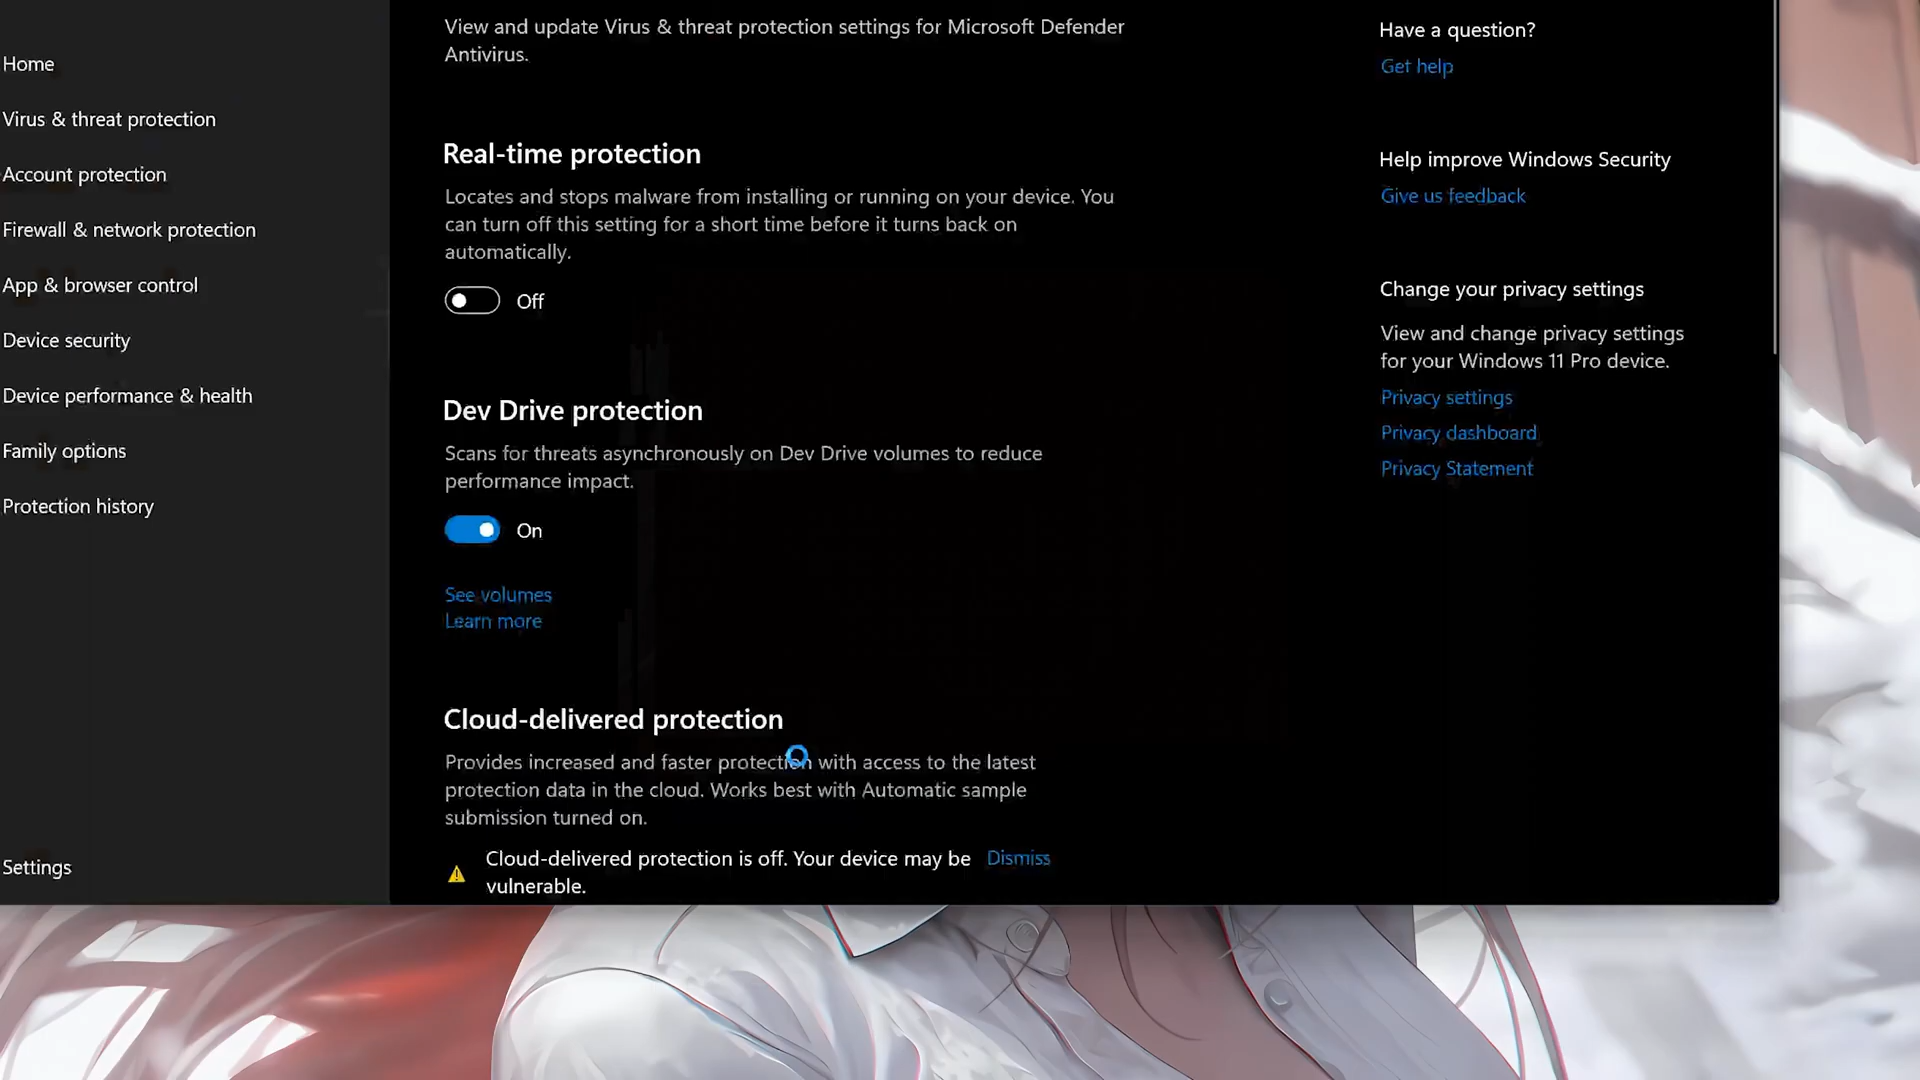 Home
Virus & threat protection
Account protection
Firewall & network protection
App & browser control
Device security
Device performance & health
Family options
Protection history
Settings
View and update Virus & threat protection settings for Microsoft Defender
Antivirus.
Real-time protection
Locates and stops malware from installing or running on your device. You
can turn off this setting for a short time before it turns back on
automatically.
Off
Dev Drive protection
Scans for threats asynchronously on Dev Drive volumes to reduce
performance impact.
On
See volumes
Learn more
Cloud-delivered protection
Provides increased and faster protection with access to the latest
protection data in the cloud. Works best with Automatic sample
submission turned on.
Cloud-delivered protection is off. Your device may be Dismiss
vulnerable.
Have a question?
Get help
Help improve Windows Security
Give us feedback
Change your privacy settings
View and change privacy settings
for your Windows 11 Pro device.
Privacy settings
Privacy dashboard
Privacy Statement